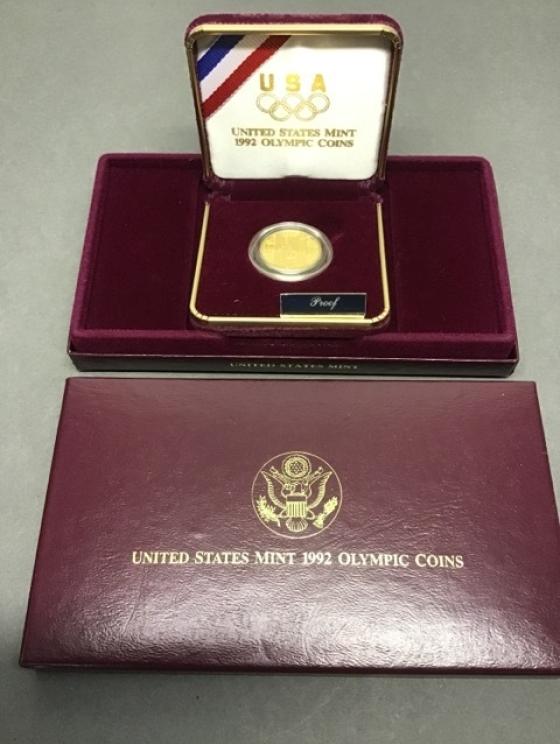 USA
UNITED STATES MINT
1992 OLYMPIC COINS
Proof
UNITED STATES MINT
UNITED STATES MINT 1992 OLYMPIC COINS